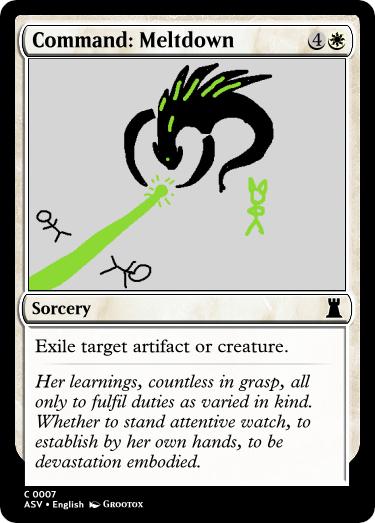 Command: Meltdown 4
Sorcery
Exile target artifact or creature.
Her learnings, countless in grasp, all
only to fulfil duties as varied in kind.
Whether to stand attentive watch, to
establish by her own hands, to be
devastation embodied.
C 0007
ASV • English Grootox